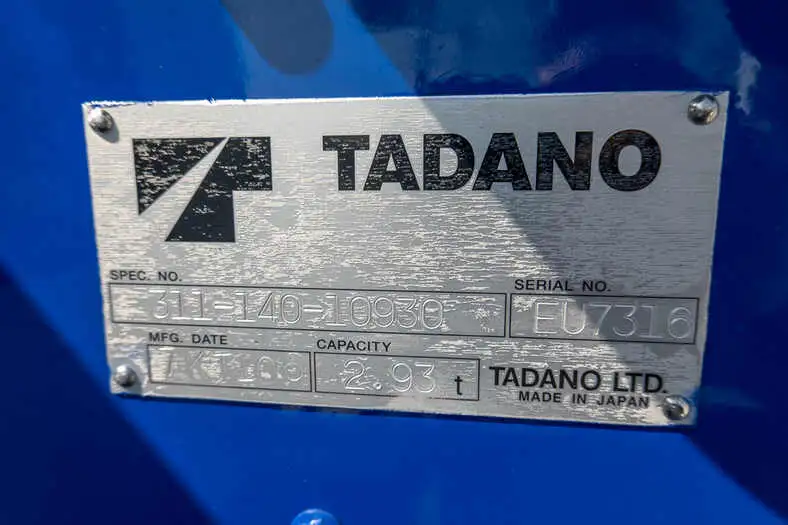 TADANO
SPEC. NO.
311-140-10930
SERIAL NO.
EU7316
MFG. DATE
CAPACITY
2.93 t
TADANO LTD.
MADE IN JAPAN